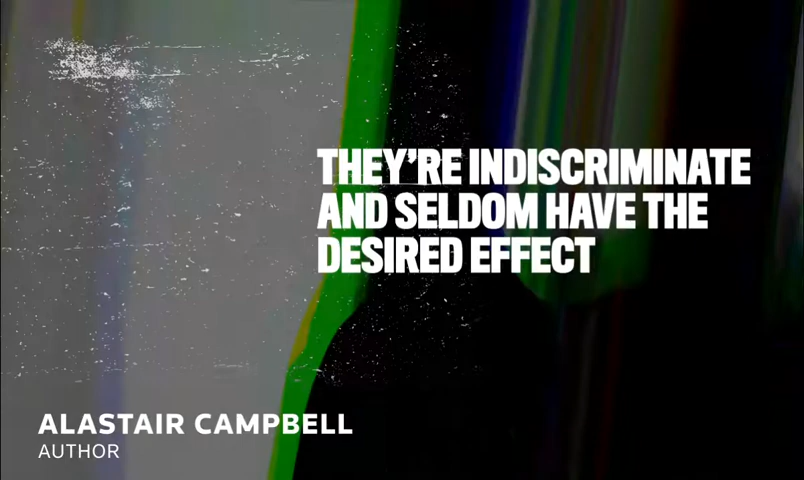 THEY'RE INDISCRIMINATE
AND SELDOM HAVE THE
DESIRED EFFECT
ALASTAIR CAMPBELL
AUTHOR